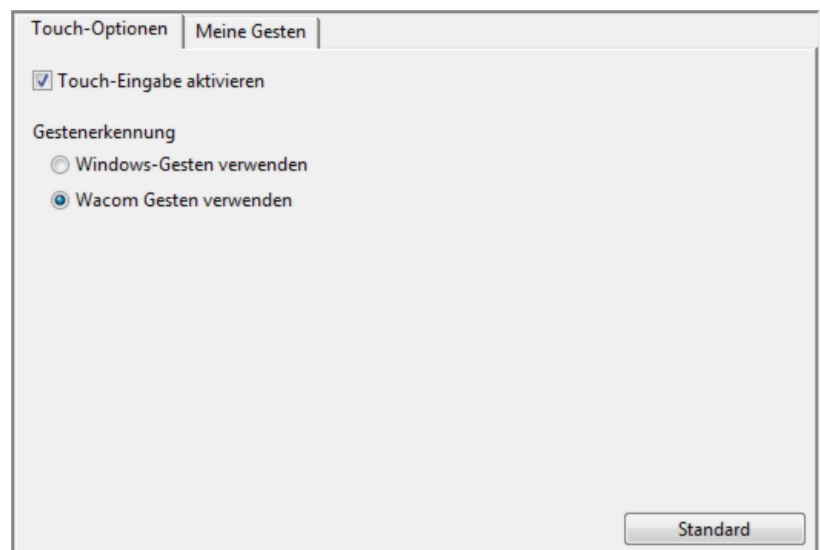 Touch-Optionen
Meine Gesten
Touch-Eingabe aktivieren
Gestenerkennung
Windows-Gesten verwenden
Wacom Gesten verwenden
Standard